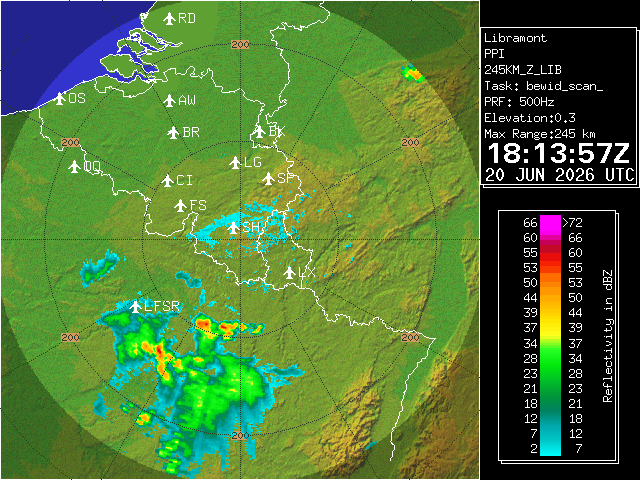 RD
200
OS
AW
BR
BK
200
200
OQ
LG
CI
SP
FS
SH
LX
LFSR
200
200
200
Libramont
PPI
245KM_Z_LIB
Task: bewid_scan_
PRF: 500Hz
Elevation:0.3
Max Range:245 km
18:13:57Z
20 JUN 2026 UTC
66 >72
60 66
55 60
53 55
50 53
44 50
39 44
37 39
34 37
28 34
23 28
21 23
18 21
12 18
7 12
2 7
Reflectivity in dBZ